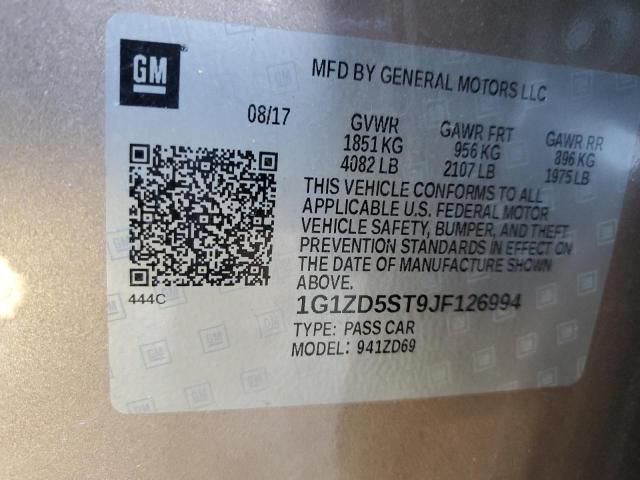 GM
MFD BY GENERAL MOTORS LLC
08/17
GVWR GAWR FRT GAWR RR
1851 KG 956 KG 896 KG
4082 LB 2107 LB 1975 LB
THIS VEHICLE CONFORMS TO ALL
APPLICABLE U.S. FEDERAL MOTOR
VEHICLE SAFETY, BUMPER, AND THEFT
PREVENTION STANDARDS IN EFFECT ON
THE DATE OF MANUFACTURE SHOWN
ABOVE.
444C
1G1ZD5ST9JF126994
TYPE: PASS CAR
MODEL: 941ZD69